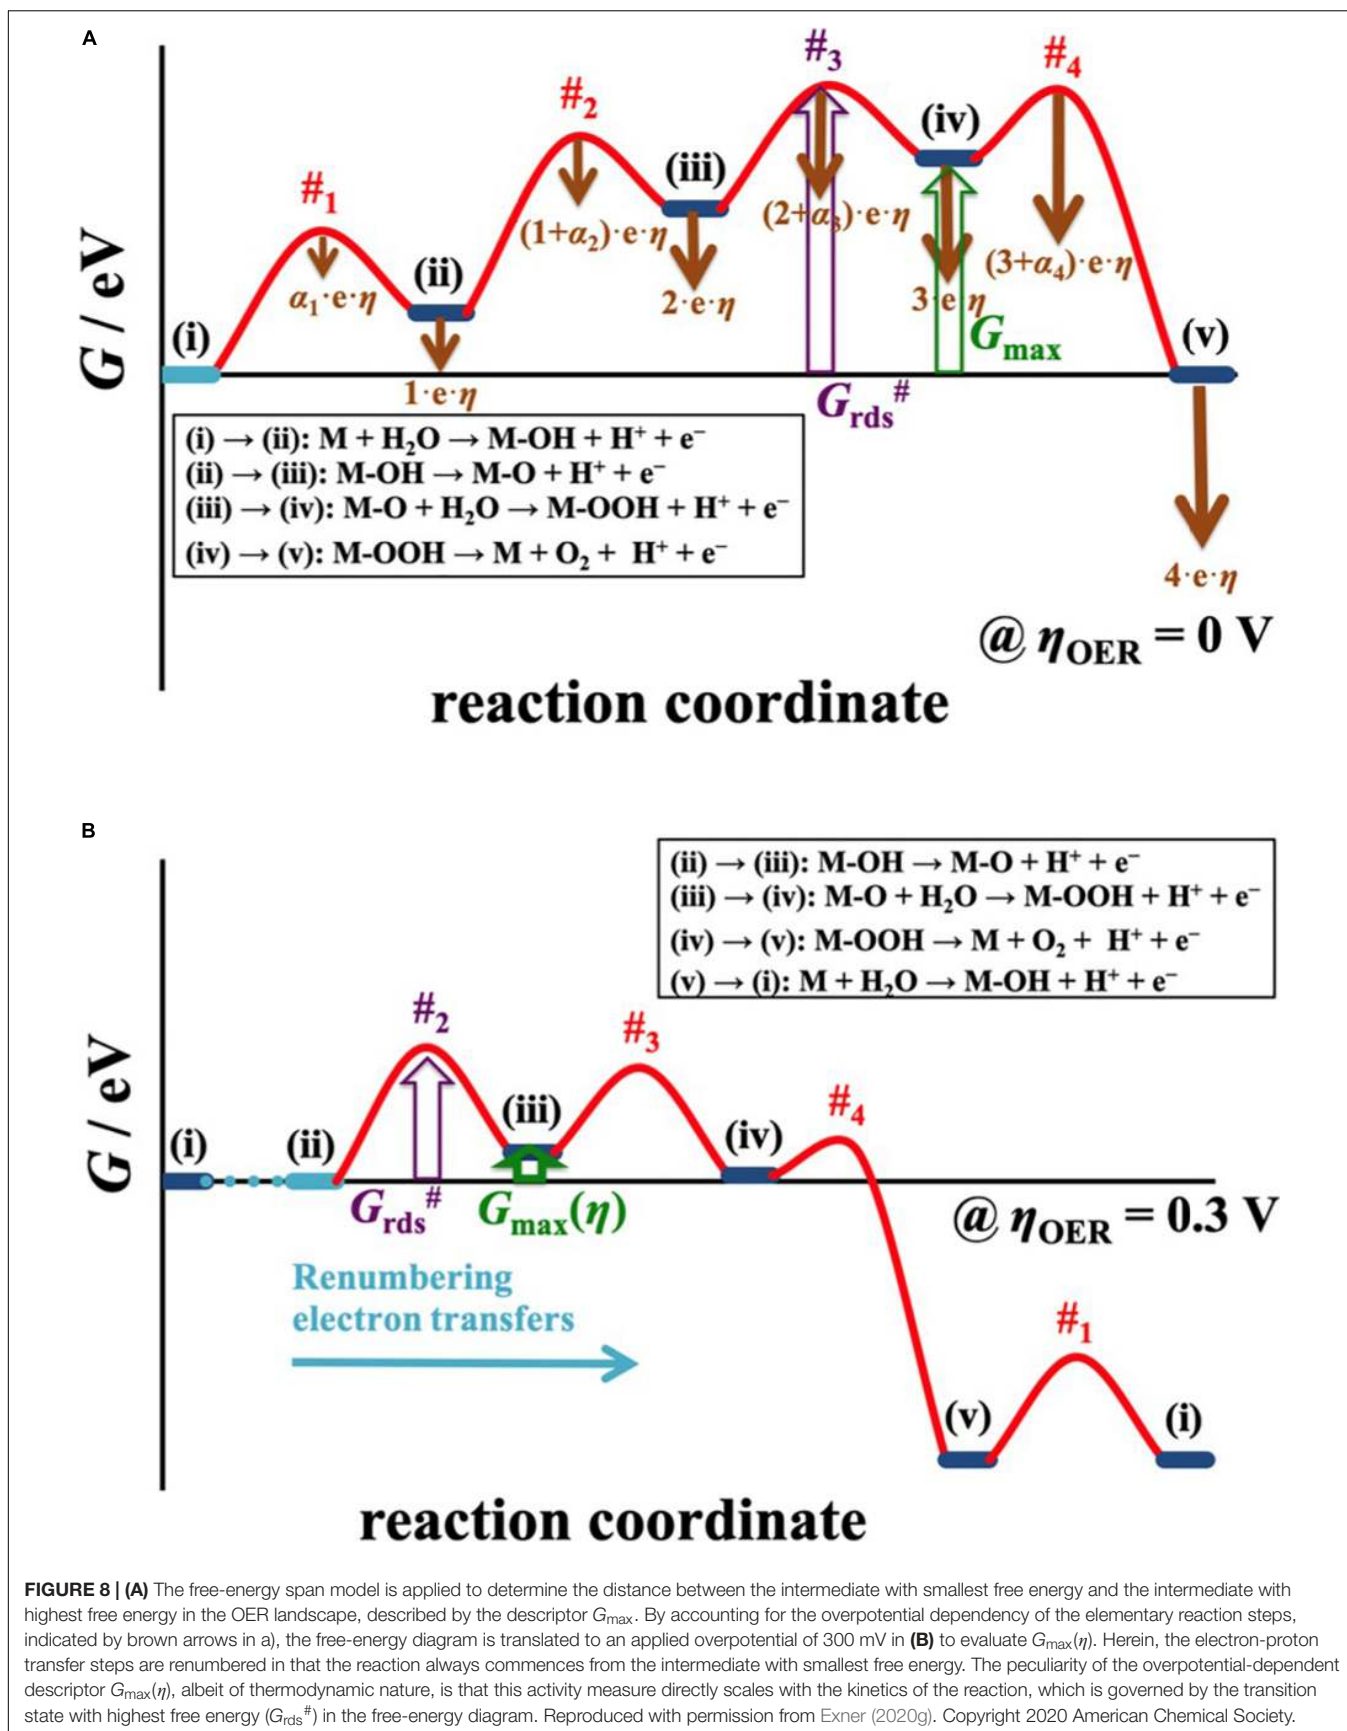 A
#1
#2
#3
#4
(i)
(ii)
(iii)
(iv)
(v)
α1·e·η
1·e·η
(1+α2)·e·η
2·e·η
(2+α3)·e·η
3·e·η
(3+α4)·e·η
4·e·η
Gmax
Grds#
G / eV
(i) → (ii): M + H2O → M-OH + H+ + e−
(ii) → (iii): M-OH → M-O + H+ + e−
(iii) → (iv): M-O + H2O → M-OOH + H+ + e−
(iv) → (v): M-OOH → M + O2 + H+ + e−
@ ηOER = 0 V
reaction coordinate
B
(ii) → (iii): M-OH → M-O + H+ + e−
(iii) → (iv): M-O + H2O → M-OOH + H+ + e−
(iv) → (v): M-OOH → M + O2 + H+ + e−
(v) → (i): M + H2O → M-OH + H+ + e−
#2
#3
#4
(i)
(ii)
(iii)
(iv)
G / eV
Grds#
Gmax(η)
@ ηOER = 0.3 V
Renumbering
electron transfers
#1
(v)
(i)
reaction coordinate
FIGURE 8 | (A) The free-energy span model is applied to determine the distance between the intermediate with smallest free energy and the intermediate with
highest free energy in the OER landscape, described by the descriptor Gmax. By accounting for the overpotential dependency of the elementary reaction steps,
indicated by brown arrows in a), the free-energy diagram is translated to an applied overpotential of 300 mV in (B) to evaluate Gmax(η). Herein, the electron-proton
transfer steps are renumbered in that the reaction always commences from the intermediate with smallest free energy. The peculiarity of the overpotential-dependent
descriptor Gmax(η), albeit of thermodynamic nature, is that this activity measure directly scales with the kinetics of the reaction, which is governed by the transition
state with highest free energy (Grds#) in the free-energy diagram. Reproduced with permission from Exner (2020g). Copyright 2020 American Chemical Society.